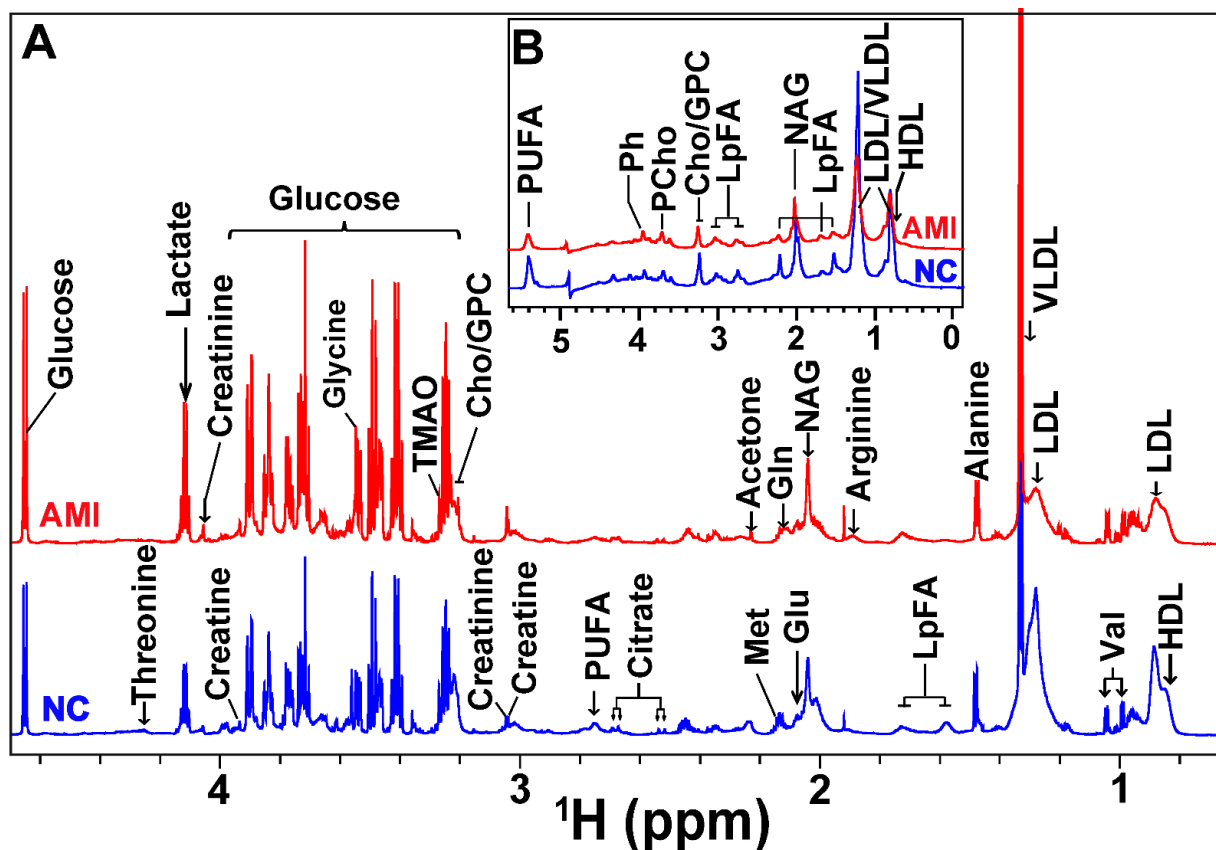 A
Glucose
Lactate
Creatinine
Glucose
Glycine
TMAO
Cho/GPC
Acetone
Gln
NAG
Arginine
Alanine
VLDL
LDL
LDL
AMI
B
PUFA
Ph
PCho
Cho/GPC
LpFA
NAG
LpFA
LDL/VLDL
HDL
AMI
NC
5
4
3
2
1
0
Threonine
Creatine
Creatinine
Creatine
PUFA
Citrate
Met
Glu
LpFA
Val
HDL
NC
4
3
2
1
¹H (ppm)